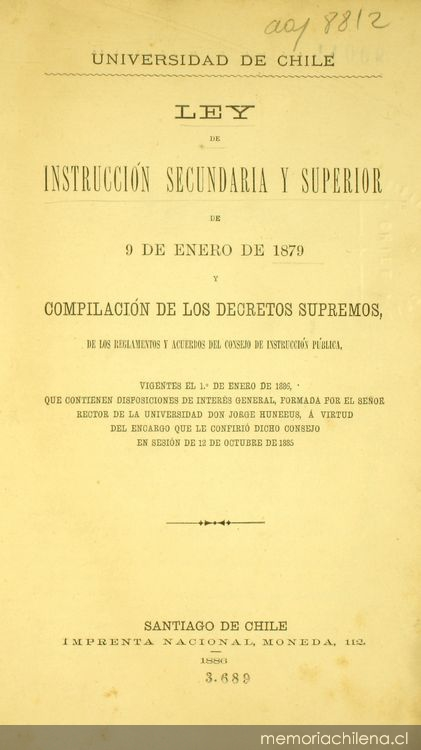 aaj 8812
UNIVERSIDAD DE CHILE
LEY
DE
INSTRUCCIÓN SECUNDARIA Y SUPERIOR
DE
9 DE ENERO DE 1879
Y
COMPILACIÓN DE LOS DECRETOS SUPREMOS,
DE LOS REGLAMENTOS Y ACUERDOS DEL CONSEJO DE INSTRUCCIÓN PÚBLICA,
VIGENTES EL 1.º DE ENERO DE 1886,
QUE CONTIENEN DISPOSICIONES DE INTERÉS GENERAL, FORMADA POR EL SEÑOR
RECTOR DE LA UNIVERSIDAD DON JORGE HUNEEUS, Á VIRTUD
DEL ENCARGO QUE LE CONFIRIÓ DICHO CONSEJO
EN SESIÓN DE 12 DE OCTUBRE DE 1885
SANTIAGO DE CHILE
IMPRENTA NACIONAL, MONEDA, 112.
1886
3.689
memoriachilena.cl